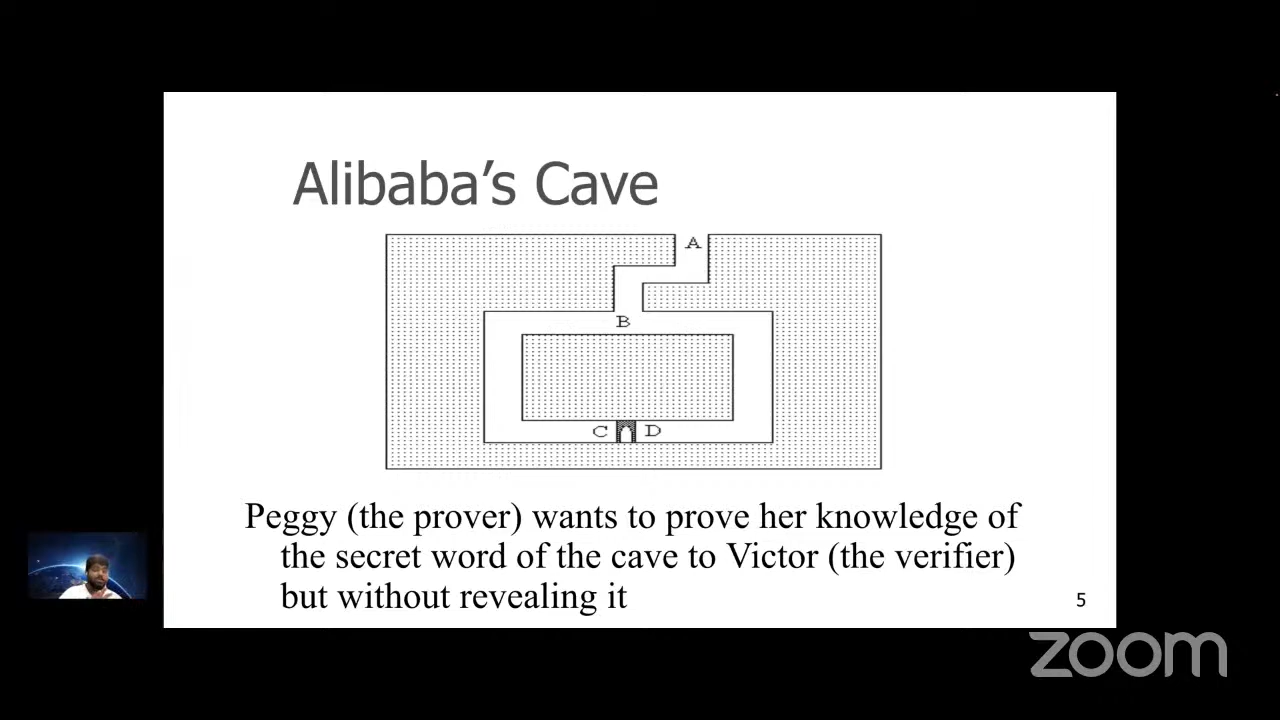 Alibaba’s Cave
A
B
C D
Peggy (the prover) wants to prove her knowledge of
the secret word of the cave to Victor (the verifier)
but without revealing it
5
zoom